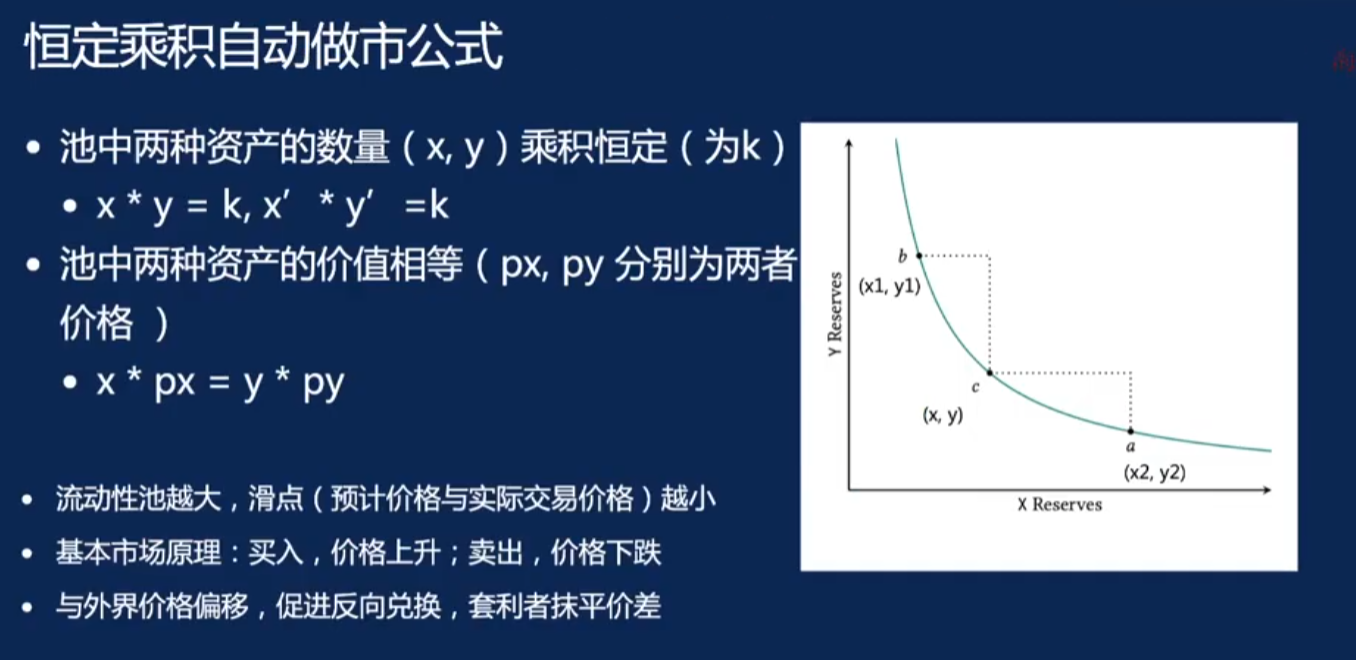 恒定乘积自动做市公式
• 池中两种资产的数量（x, y）乘积恒定（为k）
• x * y = k, x′ * y′ =k
• 池中两种资产的价值相等（px, py 分别为两者
价格 ）
• x * px = y * py
• 流动性池越大，滑点（预计价格与实际交易价格）越小
• 基本市场原理：买入，价格上升；卖出，价格下跌
• 与外界价格偏移，促进反向兑换，套利者抹平价差
Y Reserves
b
(x1, y1)
c
(x, y)
a
(x2, y2)
X Reserves